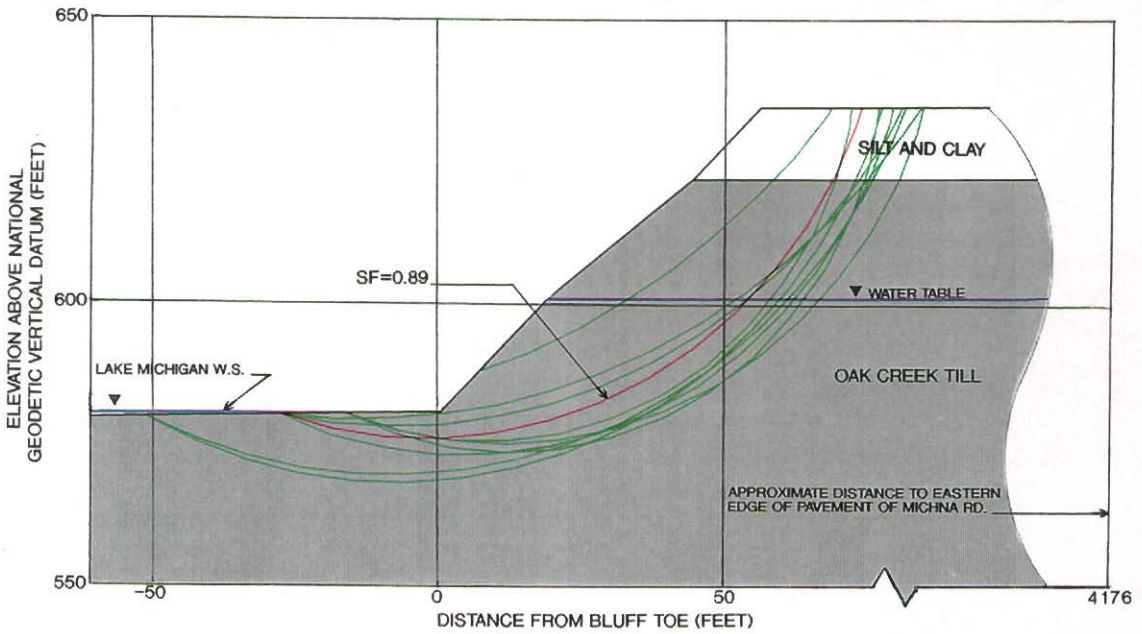 650
600
550
ELEVATION ABOVE NATIONAL
GEODETIC VERTICAL DATUM (FEET)
SILT AND CLAY
SF=0.89
WATER TABLE
LAKE MICHIGAN W.S.
OAK CREEK TILL
APPROXIMATE DISTANCE TO EASTERN
EDGE OF PAVEMENT OF MICHNA RD.
-50
0
50
4176
DISTANCE FROM BLUFF TOE (FEET)